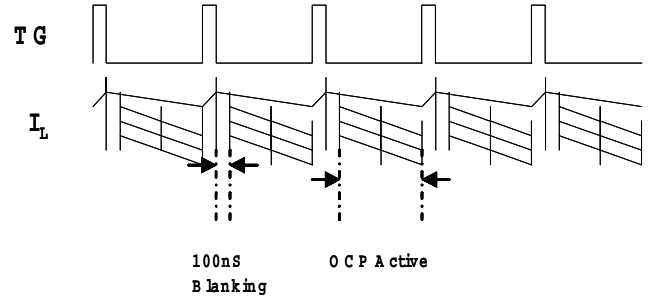 TG
IL
100nS
Blanking
OCP Active